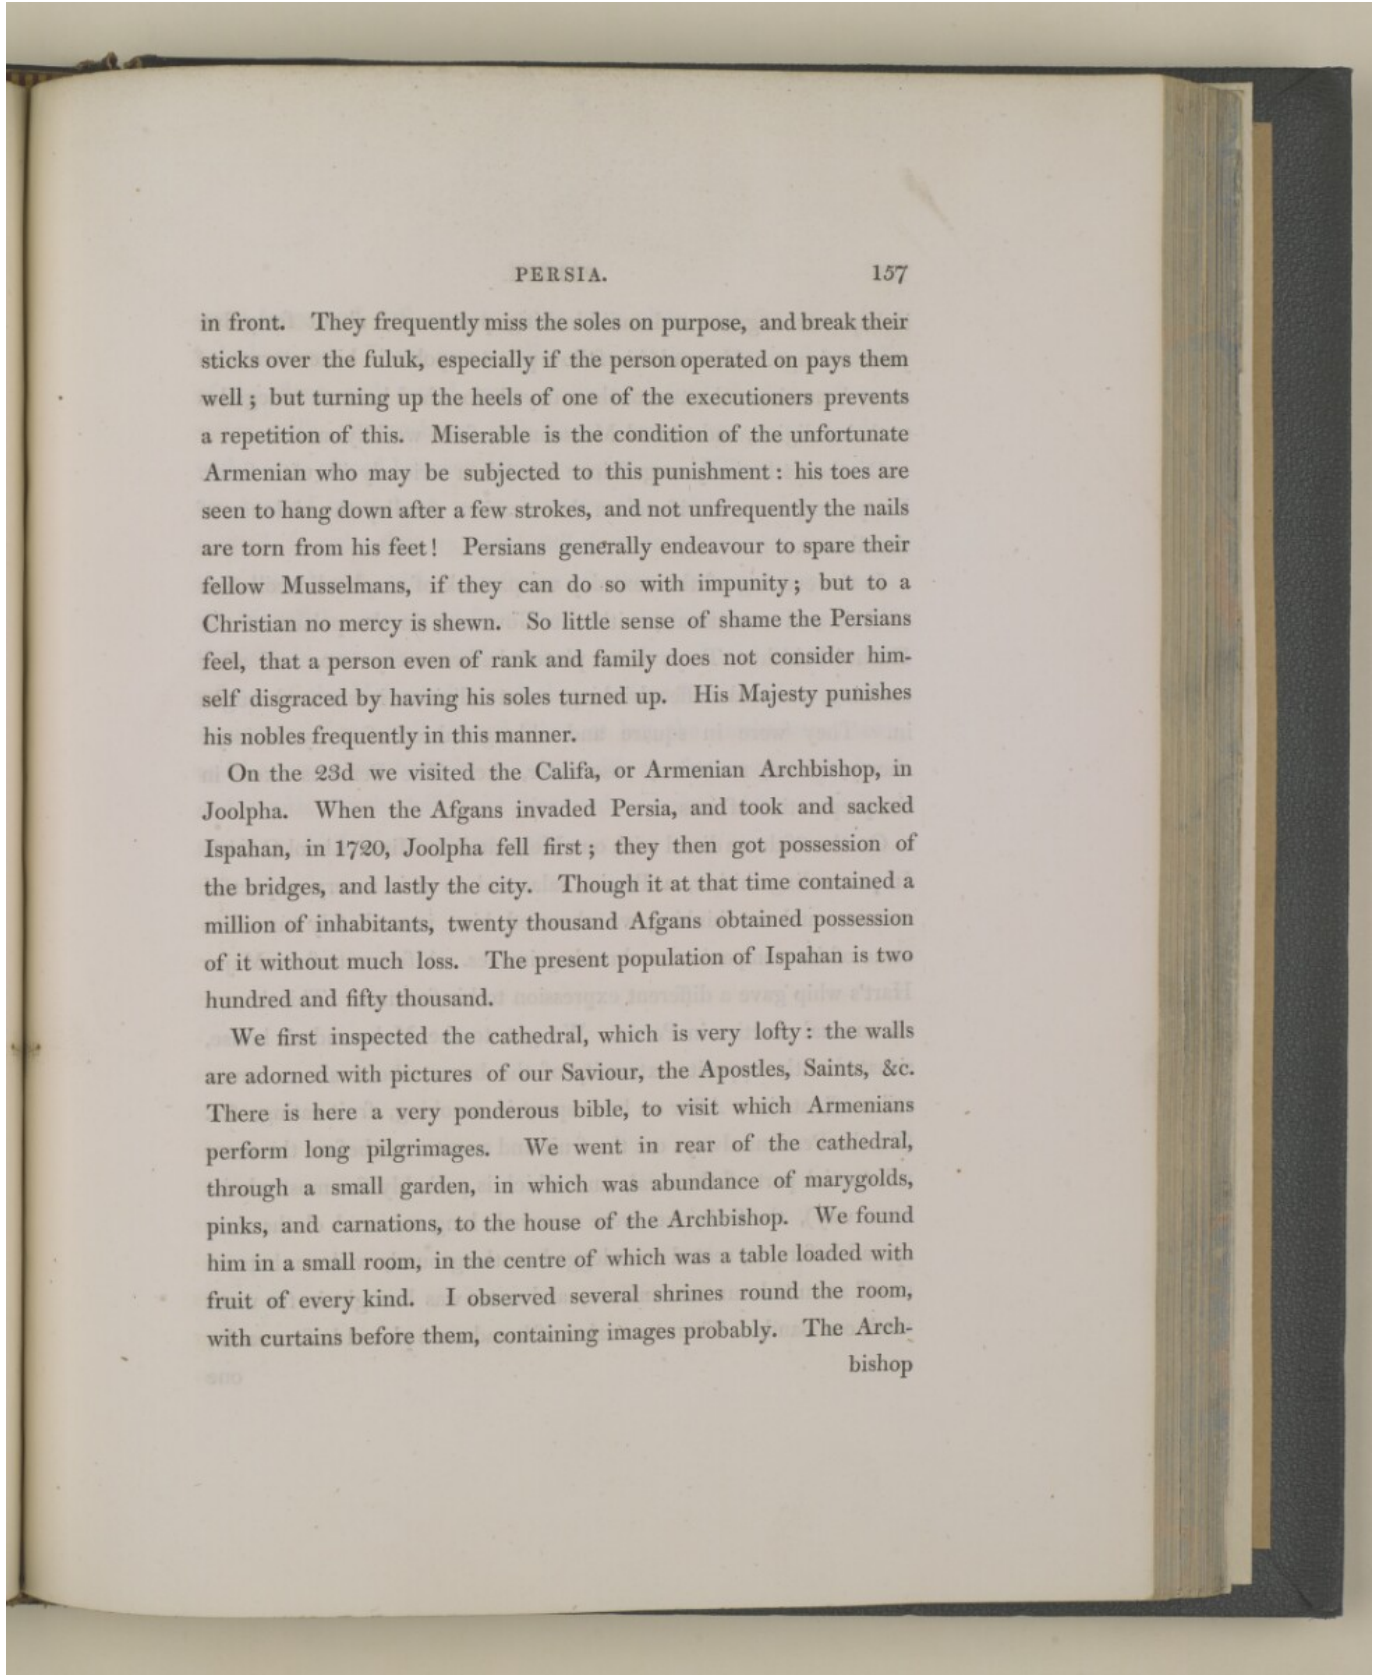 PERSIA. 157
in front. They frequently miss the soles on purpose, and break their
sticks over the fuluk, especially if the person operated on pays them
well ; but turning up the heels of one of the executioners prevents
a repetition of this. Miserable is the condition of the unfortunate
Armenian who may be subjected to this punishment : his toes are
seen to hang down after a few strokes, and not unfrequently the nails
are torn from his feet ! Persians generally endeavour to spare their
fellow Musselmans, if they can do so with impunity ; but to a
Christian no mercy is shewn. So little sense of shame the Persians
feel, that a person even of rank and family does not consider him-
self disgraced by having his soles turned up. His Majesty punishes
his nobles frequently in this manner.
On the 23d we visited the Califa, or Armenian Archbishop, in
Joolpha. When the Afgans invaded Persia, and took and sacked
Ispahan, in 1720, Joolpha fell first ; they then got possession of
the bridges, and lastly the city. Though it at that time contained a
million of inhabitants, twenty thousand Afgans obtained possession
of it without much loss. The present population of Ispahan is two
hundred and fifty thousand.
We first inspected the cathedral, which is very lofty : the walls
are adorned with pictures of our Saviour, the Apostles, Saints, &c.
There is here a very ponderous bible, to visit which Armenians
perform long pilgrimages. We went in rear of the cathedral,
through a small garden, in which was abundance of marygolds,
pinks, and carnations, to the house of the Archbishop. We found
him in a small room, in the centre of which was a table loaded with
fruit of every kind. I observed several shrines round the room,
with curtains before them, containing images probably. The Arch-
bishop